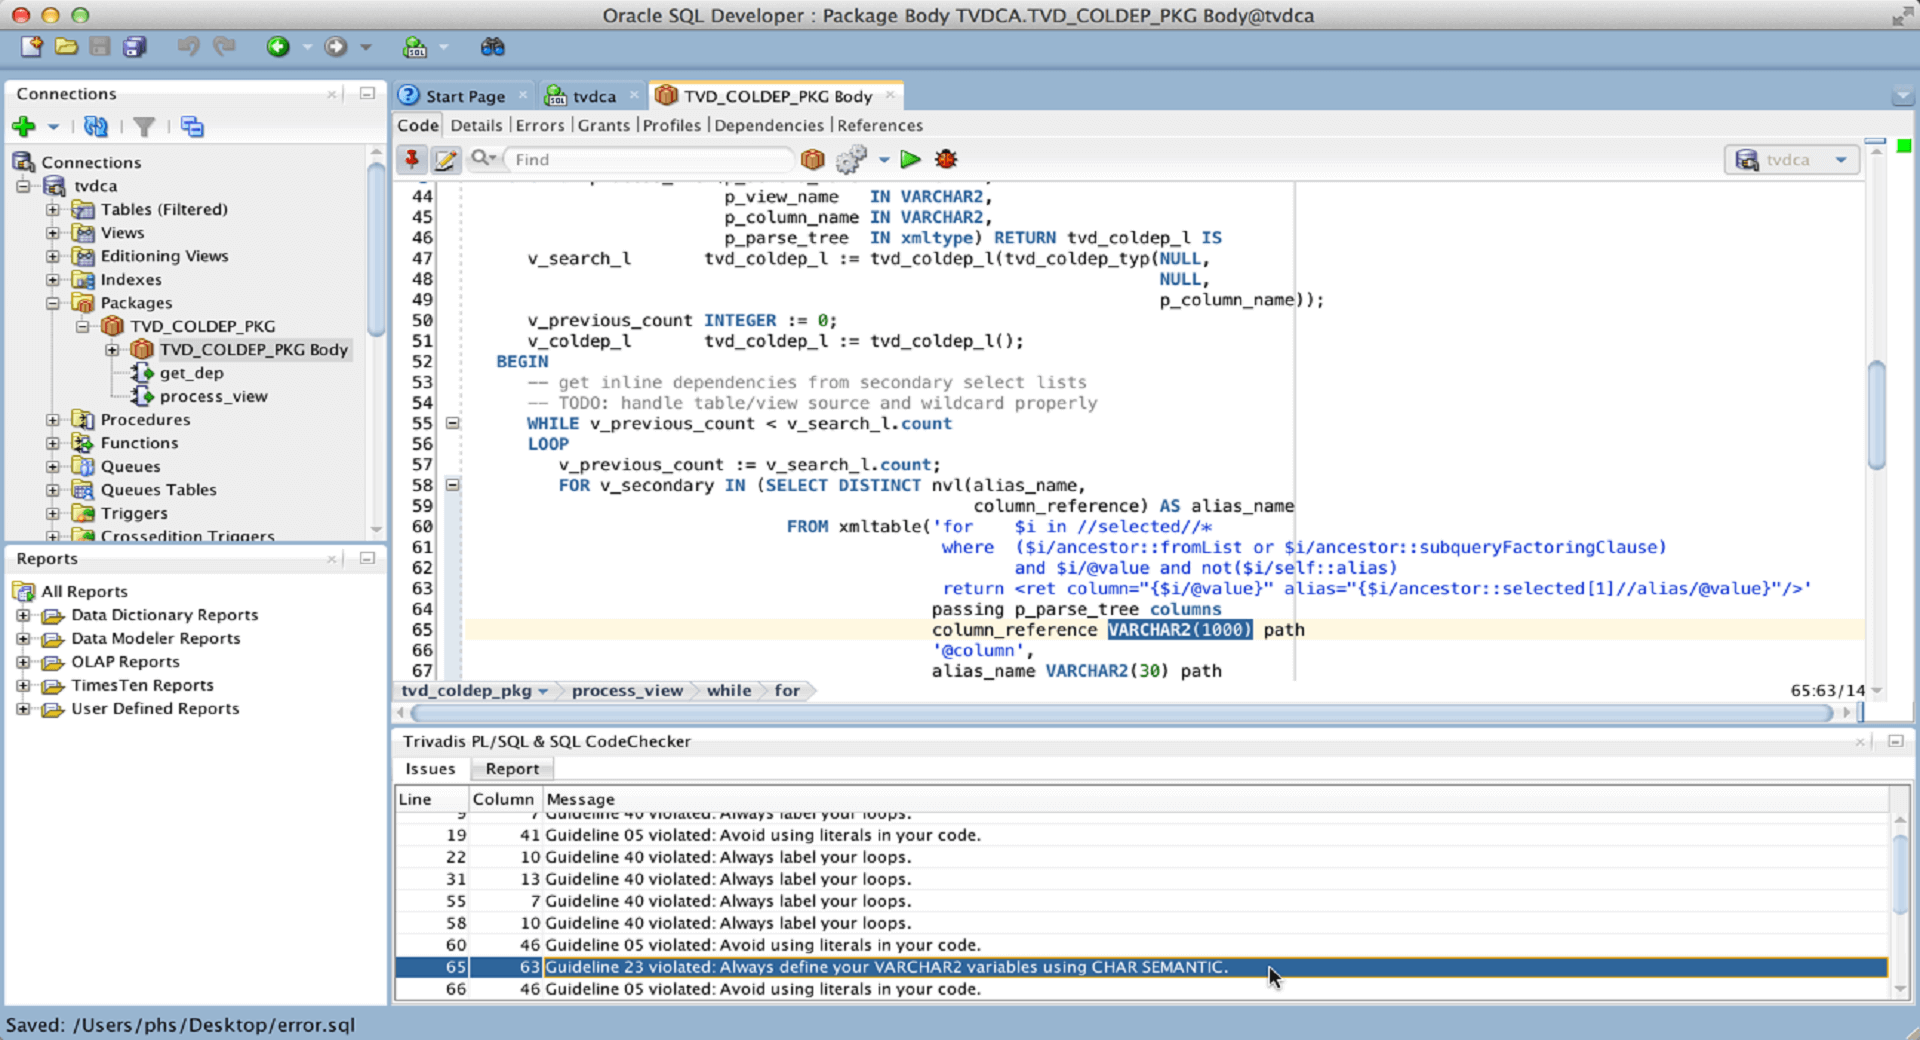 Oracle SQL Developer : Package Body TVDCA.TVD_COLDEP_PKG Body@tvdca
Connections
Connections
tvdca
Tables (Filtered)
Views
Editioning Views
Indexes
Packages
TVD_COLDEP_PKG
TVD_COLDEP_PKG Body
get_dep
process_view
Procedures
Functions
Queues
Queues Tables
Triggers
Crossedition Triggers
Reports
All Reports
Data Dictionary Reports
Data Modeler Reports
OLAP Reports
TimesTen Reports
User Defined Reports
Start Page
tvdca
TVD_COLDEP_PKG Body
Code Details Errors Grants Profiles Dependencies References
Find
tvdca
44 p_view_name IN VARCHAR2,
45 p_column_name IN VARCHAR2,
46 p_parse_tree IN xmltype) RETURN tvd_coldep_l IS
47 v_search_l tvd_coldep_l := tvd_coldep_l(tvd_coldep_typ(NULL,
48 NULL,
49 p_column_name));
50 v_previous_count INTEGER := 0;
51 v_coldep_l tvd_coldep_l := tvd_coldep_l();
52 BEGIN
53 -- get inline dependencies from secondary select lists
54 -- TODO: handle table/view source and wildcard properly
55 WHILE v_previous_count < v_search_l.count
56 LOOP
57 v_previous_count := v_search_l.count;
58 FOR v_secondary IN (SELECT DISTINCT nvl(alias_name,
59 column_reference) AS alias_name
60 FROM xmltable('for $i in //selected//*
61 where ($i/ancestor::fromList or $i/ancestor::subqueryFactoringClause)
62 and $i/@value and not($i/self::alias)
63 return <ret column="{$i/@value}" alias="{$i/ancestor::selected[1]//alias/@value}"/>'
64 passing p_parse_tree columns
65 column_reference VARCHAR2(1000) path
66 '@column',
67 alias_name VARCHAR2(30) path
tvd_coldep_pkg process_view while for
65:63/14
Trivadis PL/SQL & SQL CodeChecker
Issues Report
Line Column Message
9 7 Guideline 40 violated: Always label your loops.
19 41 Guideline 05 violated: Avoid using literals in your code.
22 10 Guideline 40 violated: Always label your loops.
31 13 Guideline 40 violated: Always label your loops.
55 7 Guideline 40 violated: Always label your loops.
58 10 Guideline 40 violated: Always label your loops.
60 46 Guideline 05 violated: Avoid using literals in your code.
65 63 Guideline 23 violated: Always define your VARCHAR2 variables using CHAR SEMANTIC.
66 46 Guideline 05 violated: Avoid using literals in your code.
Saved: /Users/phs/Desktop/error.sql